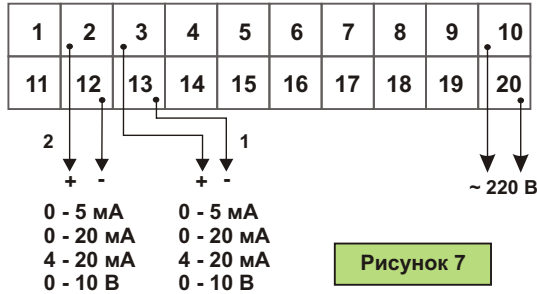 1 2 3 4 5 6 7 8 9 10
11 12 13 14 15 16 17 18 19 20
2 1
+ - + - ~ 220 В
0 - 5 мА 0 - 5 мА
0 - 20 мА 0 - 20 мА
4 - 20 мА 4 - 20 мА
0 - 10 В 0 - 10 В
Рисунок 7